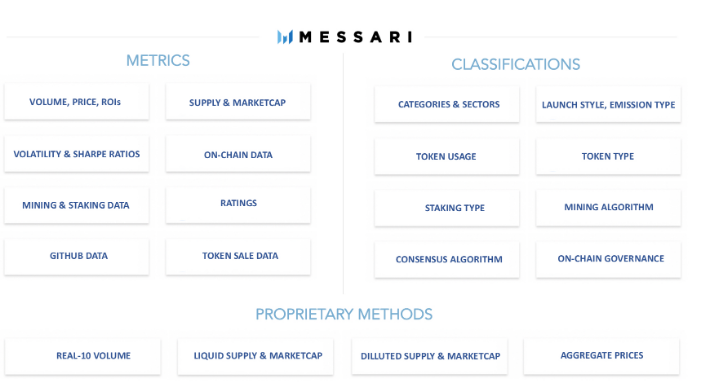 MESSARI
METRICS
VOLUME, PRICE, ROIs
SUPPLY & MARKETCAP
VOLATILITY & SHARPE RATIOS
ON-CHAIN DATA
MINING & STAKING DATA
RATINGS
GITHUB DATA
TOKEN SALE DATA
CLASSIFICATIONS
CATEGORIES & SECTORS
LAUNCH STYLE, EMISSION TYPE
TOKEN USAGE
TOKEN TYPE
STAKING TYPE
MINING ALGORITHM
CONSENSUS ALGORITHM
ON-CHAIN GOVERNANCE
PROPRIETARY METHODS
REAL-10 VOLUME
LIQUID SUPPLY & MARKETCAP
DILLUTED SUPPLY & MARKETCAP
AGGREGATE PRICES